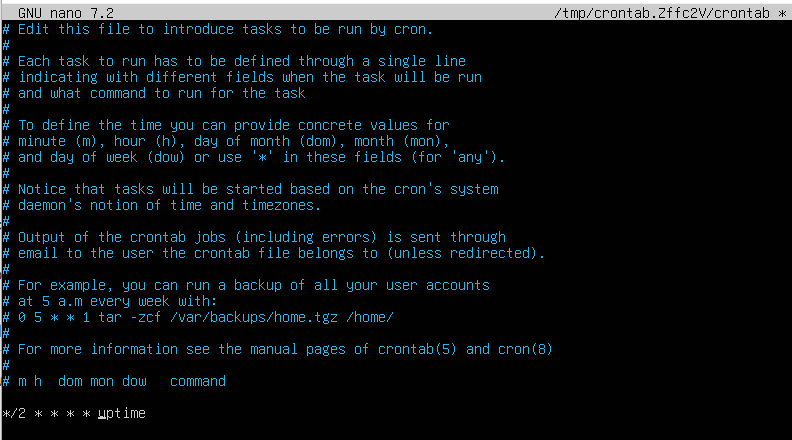 GNU nano 7.2 /tmp/crontab.Zffc2V/crontab *
# Edit this file to introduce tasks to be run by cron.
#
# Each task to run has to be defined through a single line
# indicating with different fields when the task will be run
# and what command to run for the task
#
# To define the time you can provide concrete values for
# minute (m), hour (h), day of month (dom), month (mon),
# and day of week (dow) or use '*' in these fields (for 'any').
#
# Notice that tasks will be started based on the cron's system
# daemon's notion of time and timezones.
#
# Output of the crontab jobs (including errors) is sent through
# email to the user the crontab file belongs to (unless redirected).
#
# For example, you can run a backup of all your user accounts
# at 5 a.m every week with:
# 0 5 * * 1 tar -zcf /var/backups/home.tgz /home/
#
# For more information see the manual pages of crontab(5) and cron(8)
#
# m h  dom mon dow   command
*/2 * * * * uptime